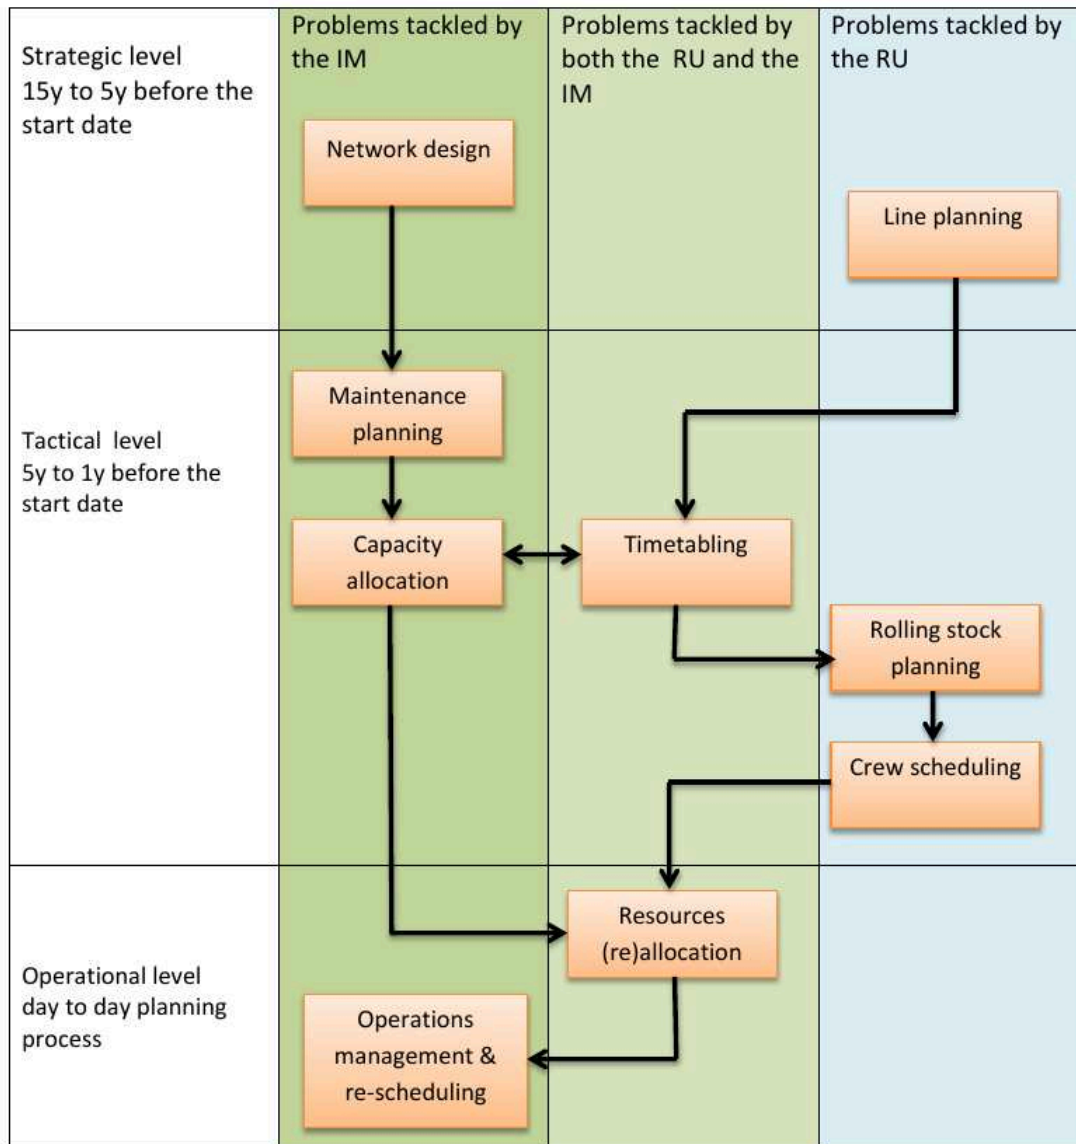 Strategic level
15y to 5y before the
start date
Problems tackled by
the IM
Problems tackled by
both the RU and the
IM
Problems tackled by
the RU
Network design
Line planning
Tactical level
5y to 1y before the
start date
Maintenance
planning
Capacity
allocation
Timetabling
Rolling stock
planning
Crew scheduling
Operational level
day to day planning
process
Resources
(re)allocation
Operations
management &
re-scheduling